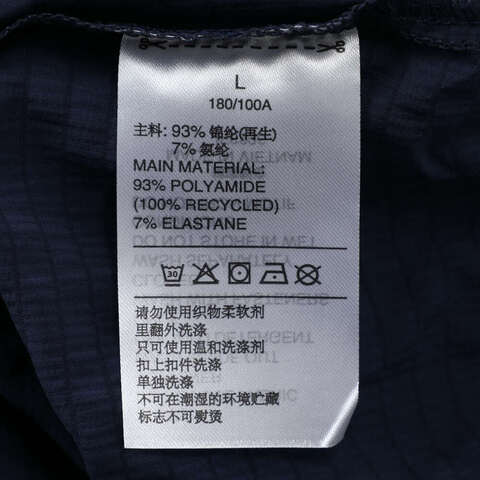 L
180/100A
主料: 93% 锦纶(再生)
7% 氨纶
MAIN MATERIAL:
93% POLYAMIDE
(100% RECYCLED)
7% ELASTANE
30
请勿使用织物柔软剂
里翻外洗涤
只可使用温和洗涤剂
扣上扣件洗涤
单独洗涤
不可在潮湿的环境贮藏
标志不可熨烫